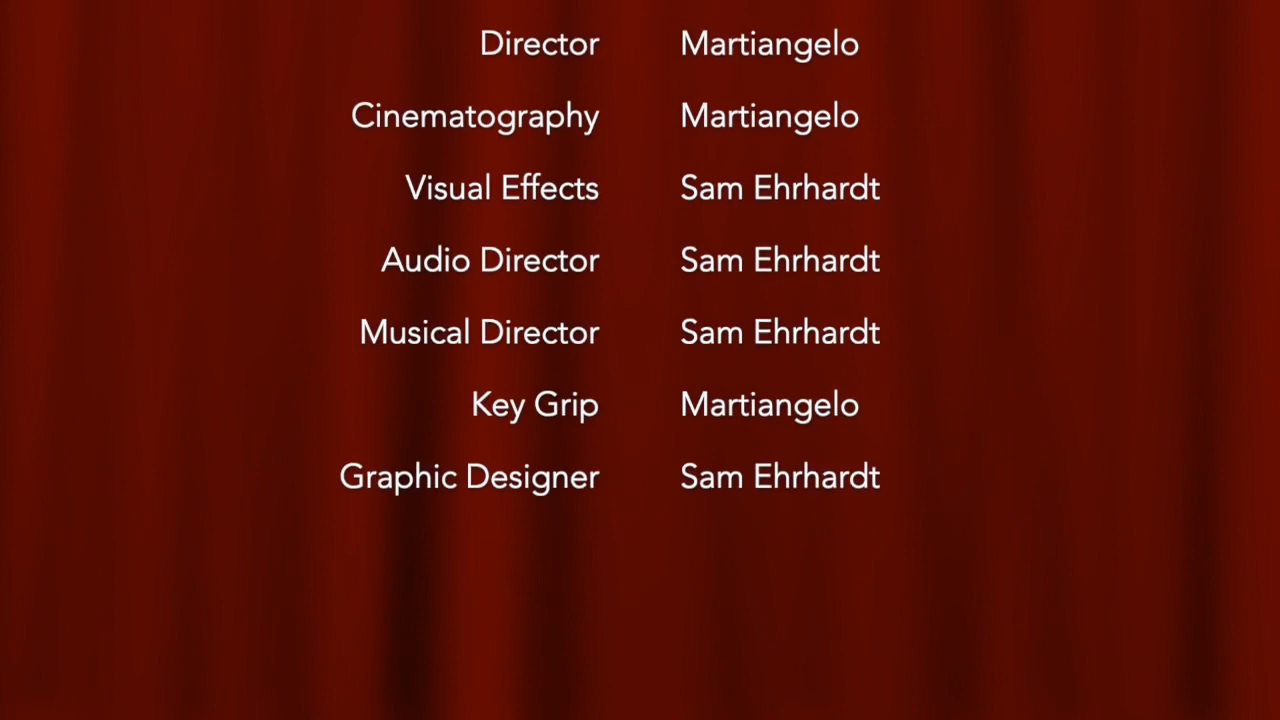 Director Martiangelo
Cinematography Martiangelo
Visual Effects Sam Ehrhardt
Audio Director Sam Ehrhardt
Musical Director Sam Ehrhardt
Key Grip Martiangelo
Graphic Designer Sam Ehrhardt